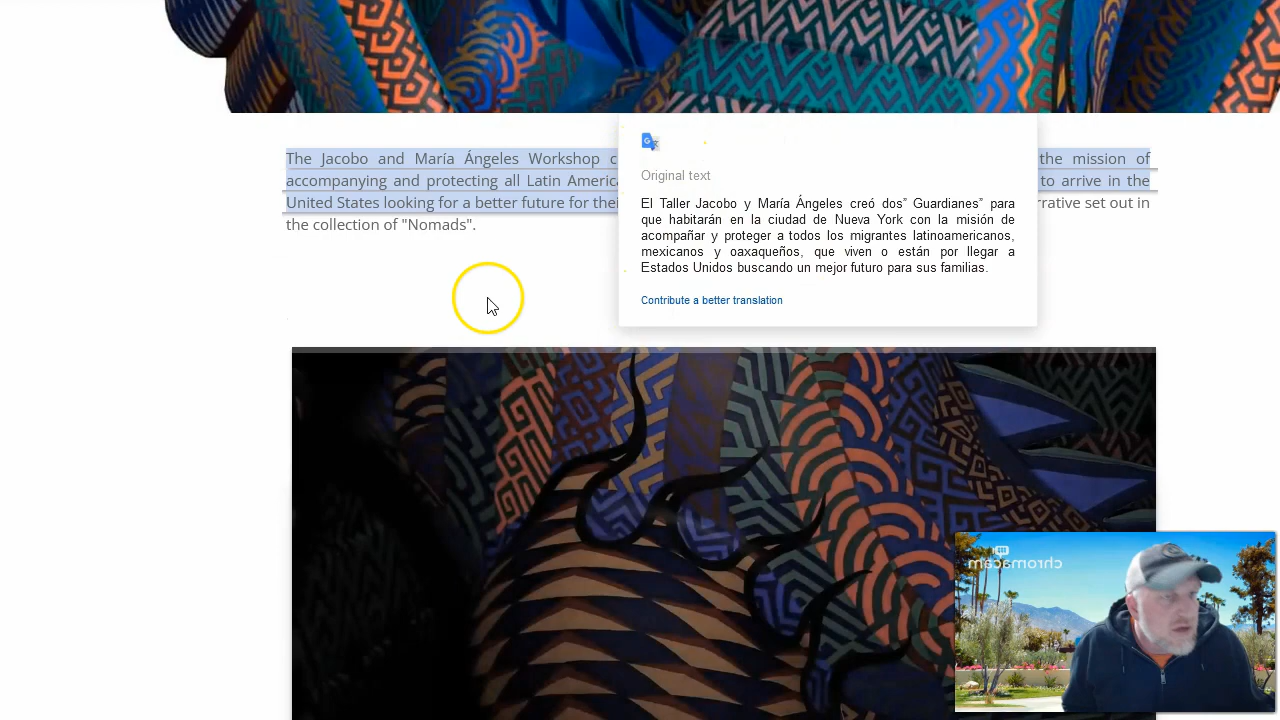 The Jacobo and María Ángeles Workshop c
the mission of
accompanying and protecting all Latin America
to arrive in the
United States looking for a better future for thei
rrative set out in
the collection of "Nomads".
Original text
El Taller Jacobo y María Ángeles creó dos" Guardianes" para
que habitarán en la ciudad de Nueva York con la misión de
acompañar y proteger a todos los migrantes latinoamericanos,
mexicanos y oaxaqueños, que viven o están por llegar a
Estados Unidos buscando un mejor futuro para sus familias.
Contribute a better translation
chromacam